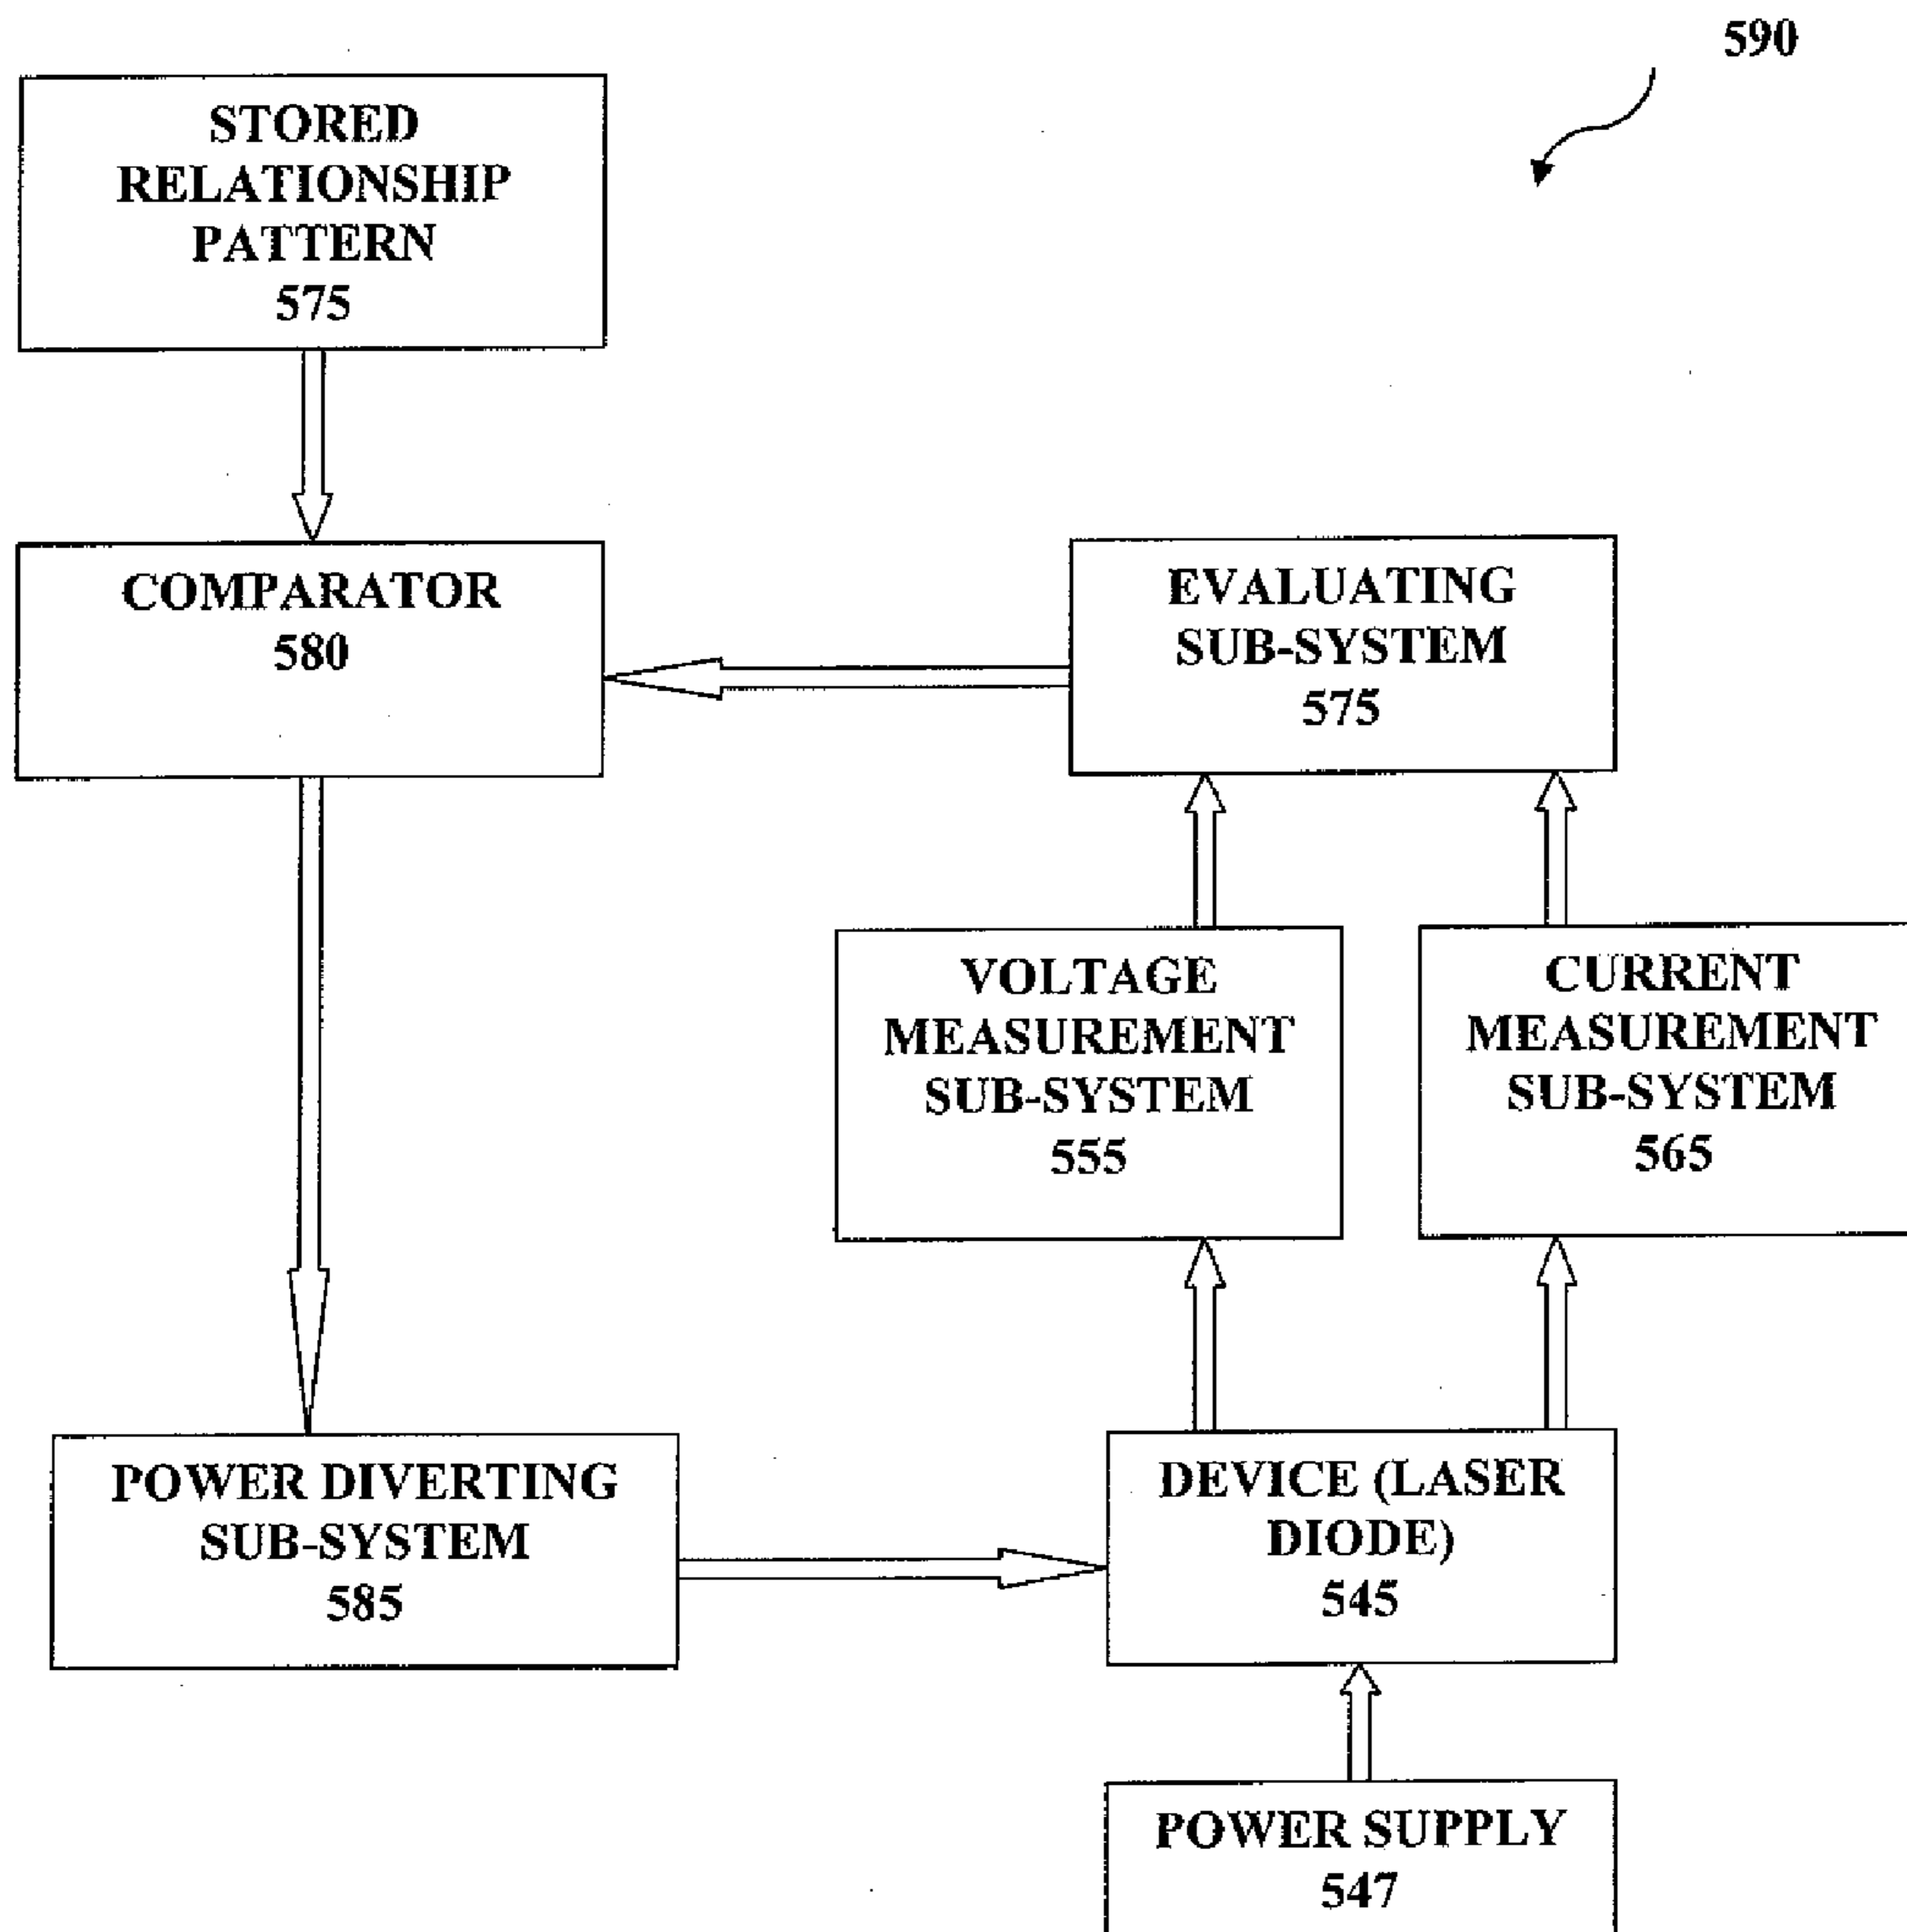 590
STORED
RELATIONSHIP
PATTERN
575
COMPARATOR
580
EVALUATING
SUB-SYSTEM
575
VOLTAGE
MEASUREMENT
SUB-SYSTEM
555
CURRENT
MEASUREMENT
SUB-SYSTEM
565
POWER DIVERTING
SUB-SYSTEM
585
DEVICE (LASER
DIODE)
545
POWER SUPPLY
547